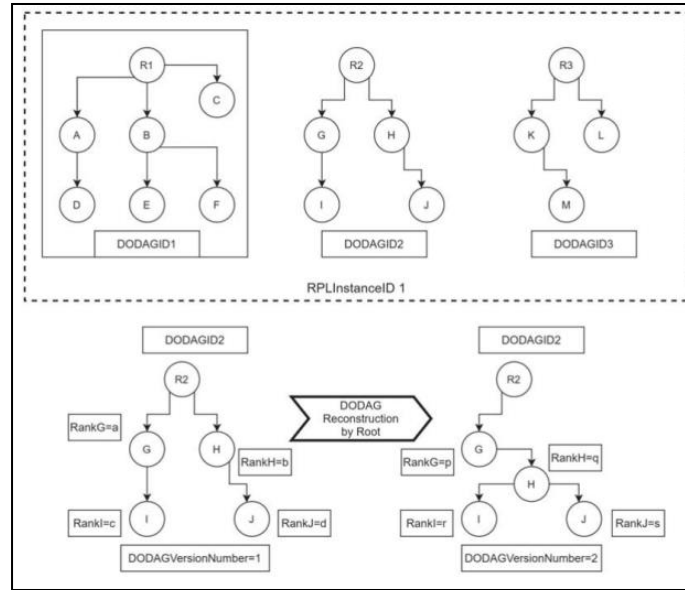 R1
C
A
B
D
E
F
DODAGID1
R2
G
H
I
J
DODAGID2
R3
K
L
M
DODAGID3
RPLInstanceID 1
DODAGID2
R2
RankG=a
G
H
RankH=b
RankI=c
I
J
RankJ=d
DODAGVersionNumber=1
DODAG
Reconstruction
by Root
DODAGID2
R2
RankG=p
G
RankH=q
H
RankI=r
I
J
RankJ=s
DODAGVersionNumber=2